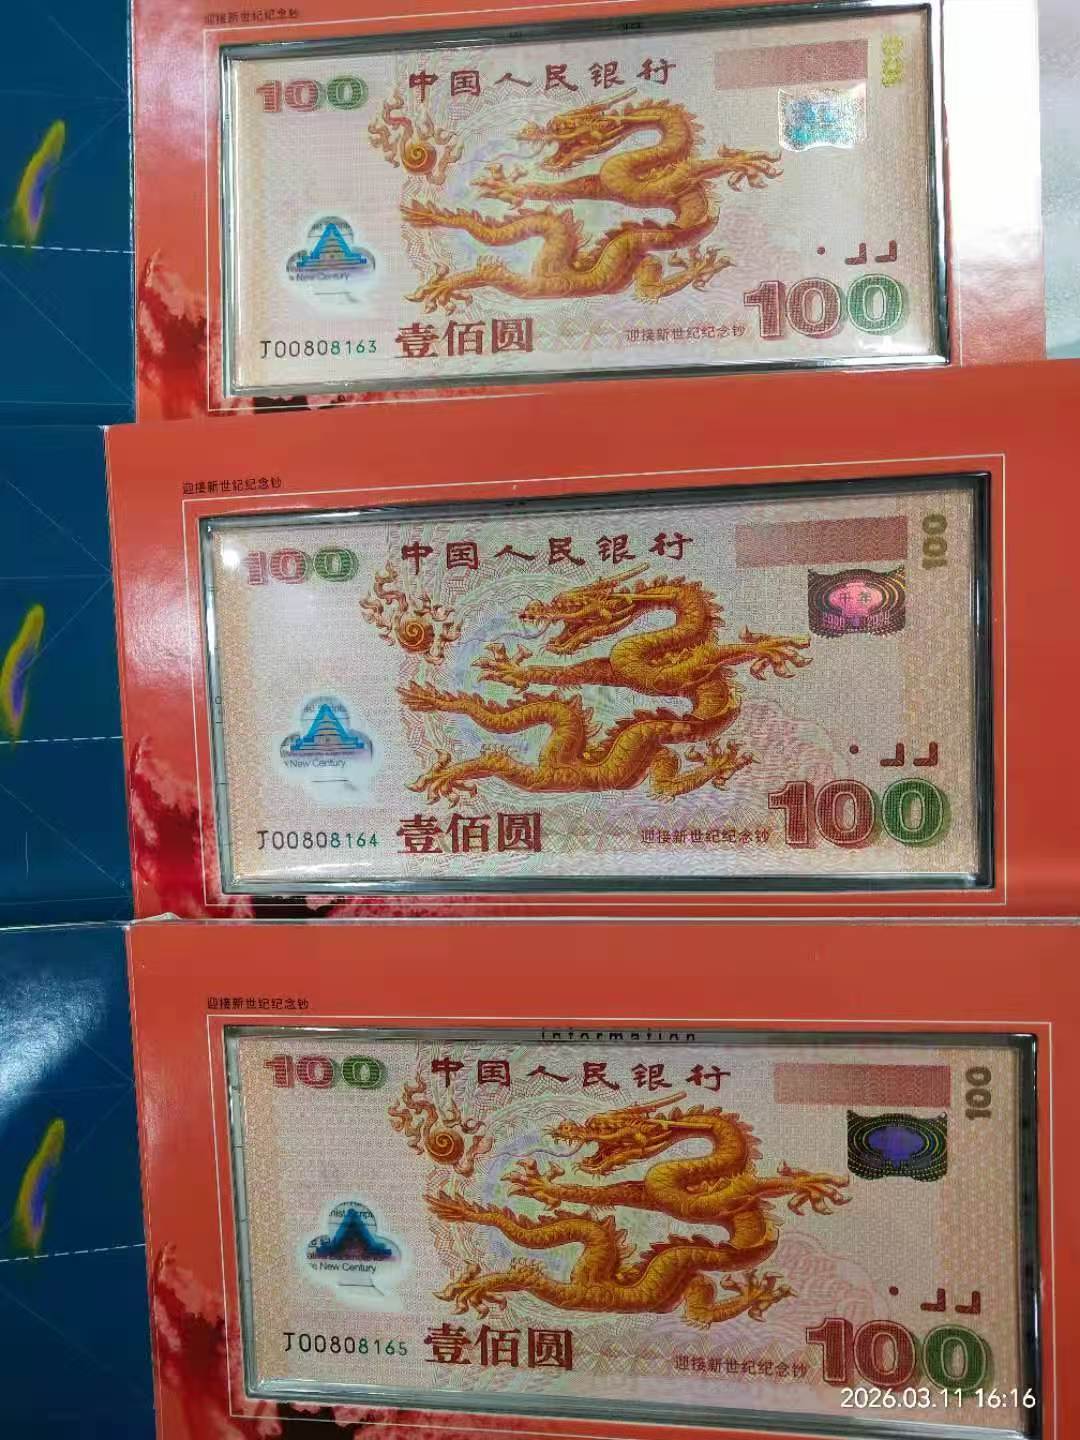 迎接新世纪纪念钞
100 中国人民银行
New Century
100
J00808163 壹佰圆 迎接新世纪纪念钞
迎接新世纪纪念钞
100 中国人民银行 100
千年
New Century
100
J00808164 壹佰圆 迎接新世纪纪念钞
迎接新世纪纪念钞
information
100 中国人民银行 100
New Century
100
J00808165 壹佰圆 迎接新世纪纪念钞
2026.03.11 16:16